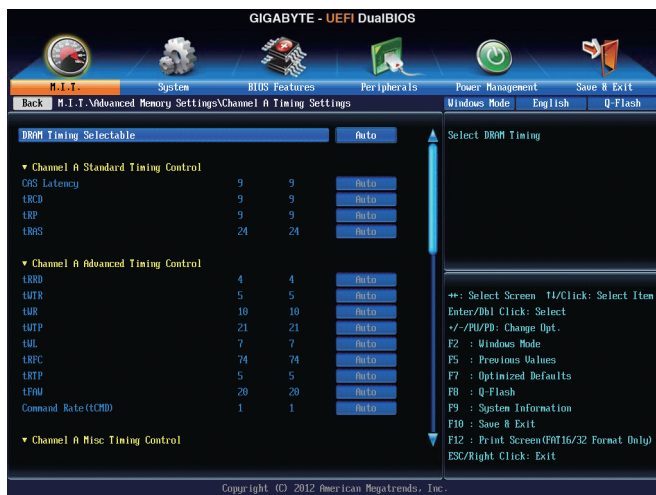 GIGABYTE - UEFI DualBIOS
M.I.T. System BIOS Features Peripherals Power Management Save & Exit
Back M.I.T.\Advanced Memory Settings\Channel A Timing Settings Windows Mode English Q-Flash
DRAM Timing Selectable Auto
▼ Channel A Standard Timing Control
CAS Latency 9 9 Auto
tRCD 9 9 Auto
tRP 9 9 Auto
tRAS 24 24 Auto
▼ Channel A Advanced Timing Control
tRRD 4 4 Auto
tWTR 5 5 Auto
tWR 10 10 Auto
tWTP 21 21 Auto
tWL 7 7 Auto
tRFC 74 74 Auto
tRTP 5 5 Auto
tFAW 20 20 Auto
Command Rate(tCMD) 1 1 Auto
▼ Channel A Misc Timing Control
Select DRAM Timing
→←: Select Screen ↑↓/Click: Select Item
Enter/Dbl Click: Select
+/-/PU/PD: Change Opt.
F2 : Windows Mode
F5 : Previous Values
F7 : Optimized Defaults
F8 : Q-Flash
F9 : System Information
F10 : Save & Exit
F12 : Print Screen(FAT16/32 Format Only)
ESC/Right Click: Exit
Copyright (C) 2012 American Megatrends, Inc.